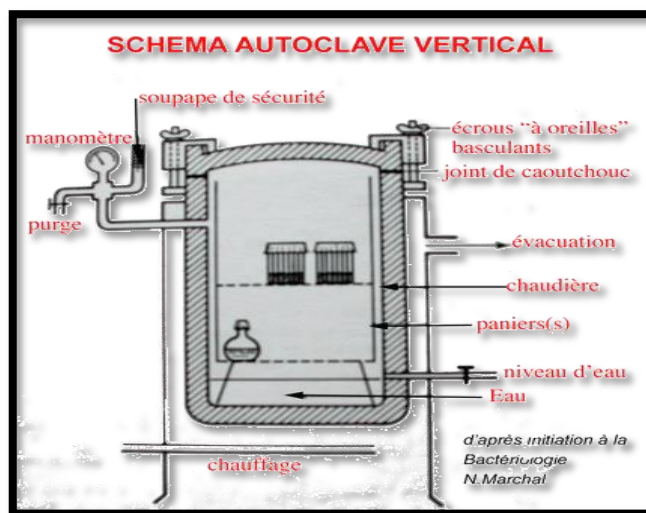 SCHEMA AUTOCLAVE VERTICAL
soupape de sécurité
manomètre
écrous "à oreilles"
basculants
joint de caoutchouc
purge
évacuation
chaudière
paniers(s)
niveau d'eau
Eau
chauffage
d'après initiation à la
Bactériologie
N.Marchal